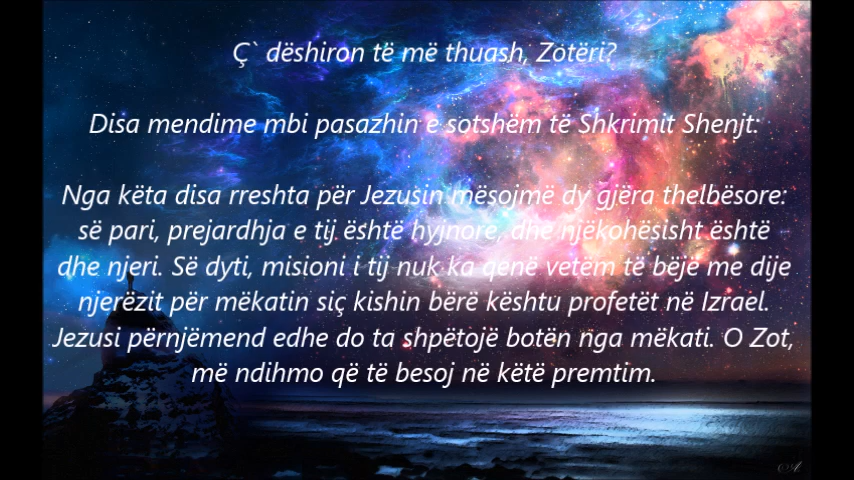 Ç` dëshiron të më thuash, Zotëri?
Disa mendime mbi pasazhin e sotshëm të Shkrimit Shenjt:
Nga këta disa rreshta për Jezusin mësojmë dy gjëra thelbësore:
së pari, prejardhja e tij është hyjnore, dhe njëkohësisht është
dhe njeri. Së dyti, misioni i tij nuk ka qenë vetëm të bëjë me dije
njerëzit për mëkatin siç kishin bërë kështu profetët në Izrael.
Jezusi përnjëmend edhe do ta shpëtojë botën nga mëkati. O Zot,
më ndihmo që të besoj në këtë premtim.